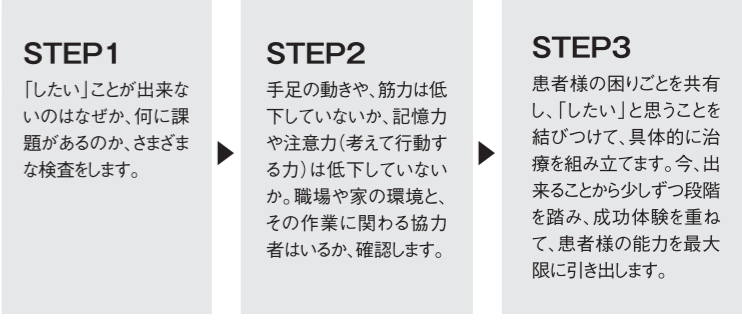 STEP1
「したい」ことが出来な
いのはなぜか、何に課
題があるのか、さまざま
な検査をします。
STEP2
手足の動きや、筋力は低
下していないか、記憶力
や注意力(考えて行動す
る力)は低下していない
か。職場や家の環境と、
その作業に関わる協力
者はいるか、確認します。
STEP3
患者様の困りごとを共有
し、「したい」と思うことを
結びつけて、具体的に治
療を組み立てます。今、出
来ることから少しずつ段階
を踏み、成功体験を重ね
て、患者様の能力を最大
限に引き出します。